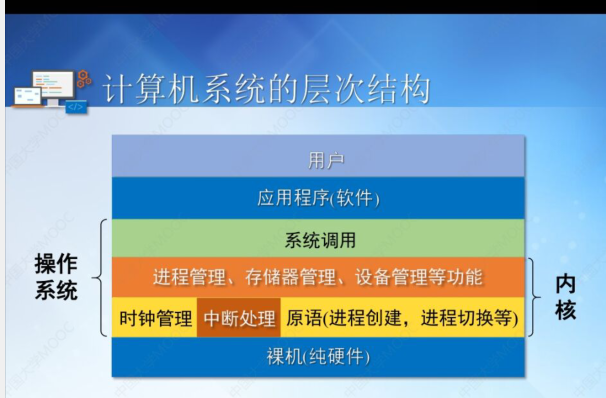 计算机系统的层次结构
用户
应用程序(软件)
系统调用
操作
系统
进程管理、存储器管理、设备管理等功能
内
核
时钟管理 中断处理 原语(进程创建，进程切换等)
裸机(纯硬件)